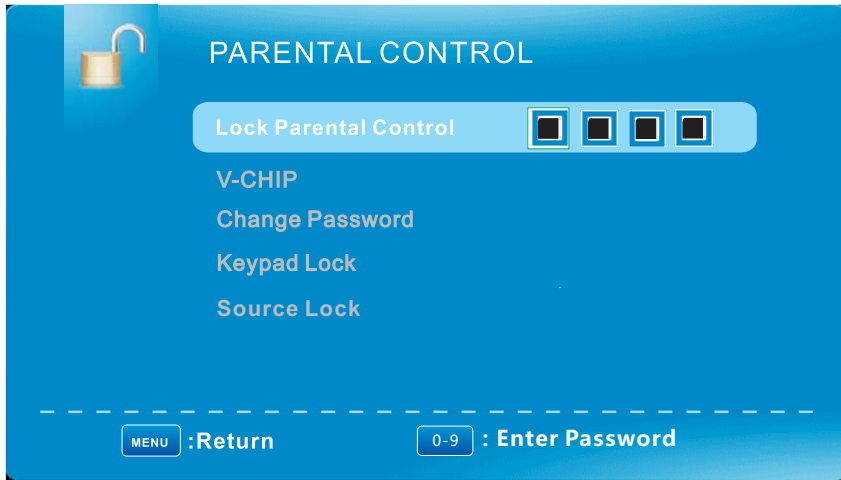 PARENTAL CONTROL
Lock Parental Control
V-CHIP
Change Password
Keypad Lock
Source Lock
MENU :Return 0-9 : Enter Password